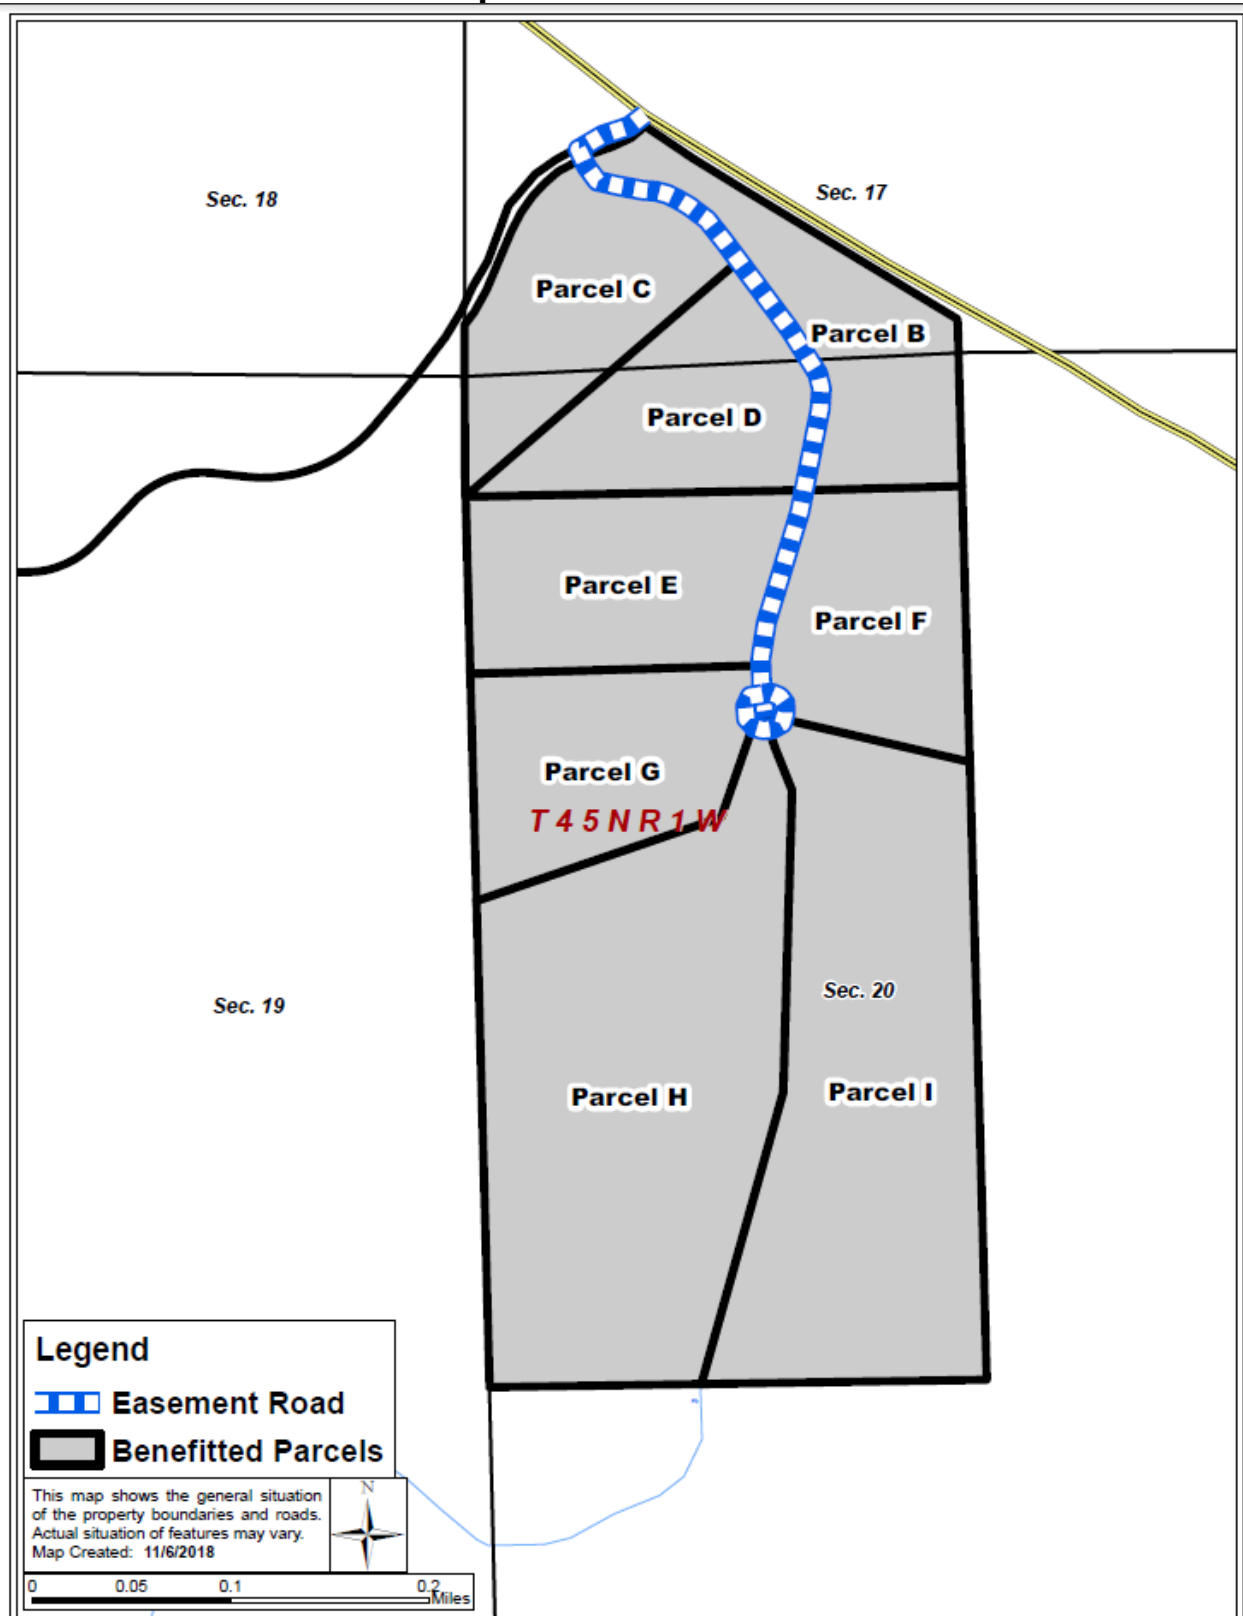 Sec. 18
Sec. 17
Parcel C
Parcel B
Parcel D
Parcel E
Parcel F
Parcel G
T45NR1W
Sec. 20
Sec. 19
Parcel H
Parcel I
Legend
Easement Road
Benefitted Parcels
This map shows the general situation
of the property boundaries and roads.
Actual situation of features may vary.
Map Created: 11/6/2018
N
0 0.05 0.1 0.2
Miles